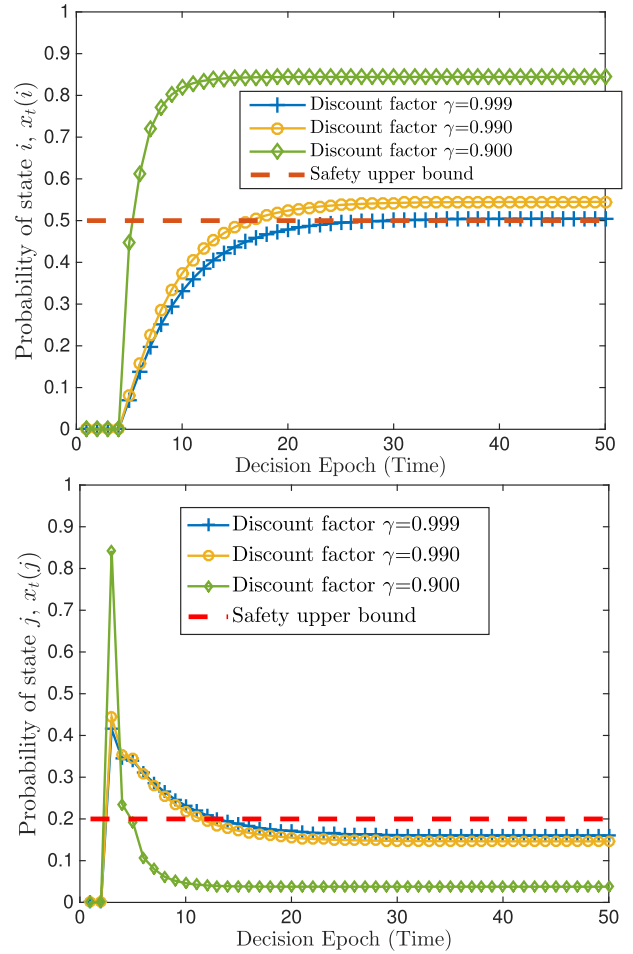 1
0.9
0.8
0.7
0.6
0.5
0.4
0.3
0.2
0.1
0
Probability of state i, x_t(i)
Discount factor γ=0.999
Discount factor γ=0.990
Discount factor γ=0.900
Safety upper bound
0 10 20 30 40 50
Decision Epoch (Time)
1
0.9
0.8
0.7
0.6
0.5
0.4
0.3
0.2
0.1
0
Probability of state j, x_t(j)
Discount factor γ=0.999
Discount factor γ=0.990
Discount factor γ=0.900
Safety upper bound
0 10 20 30 40 50
Decision Epoch (Time)